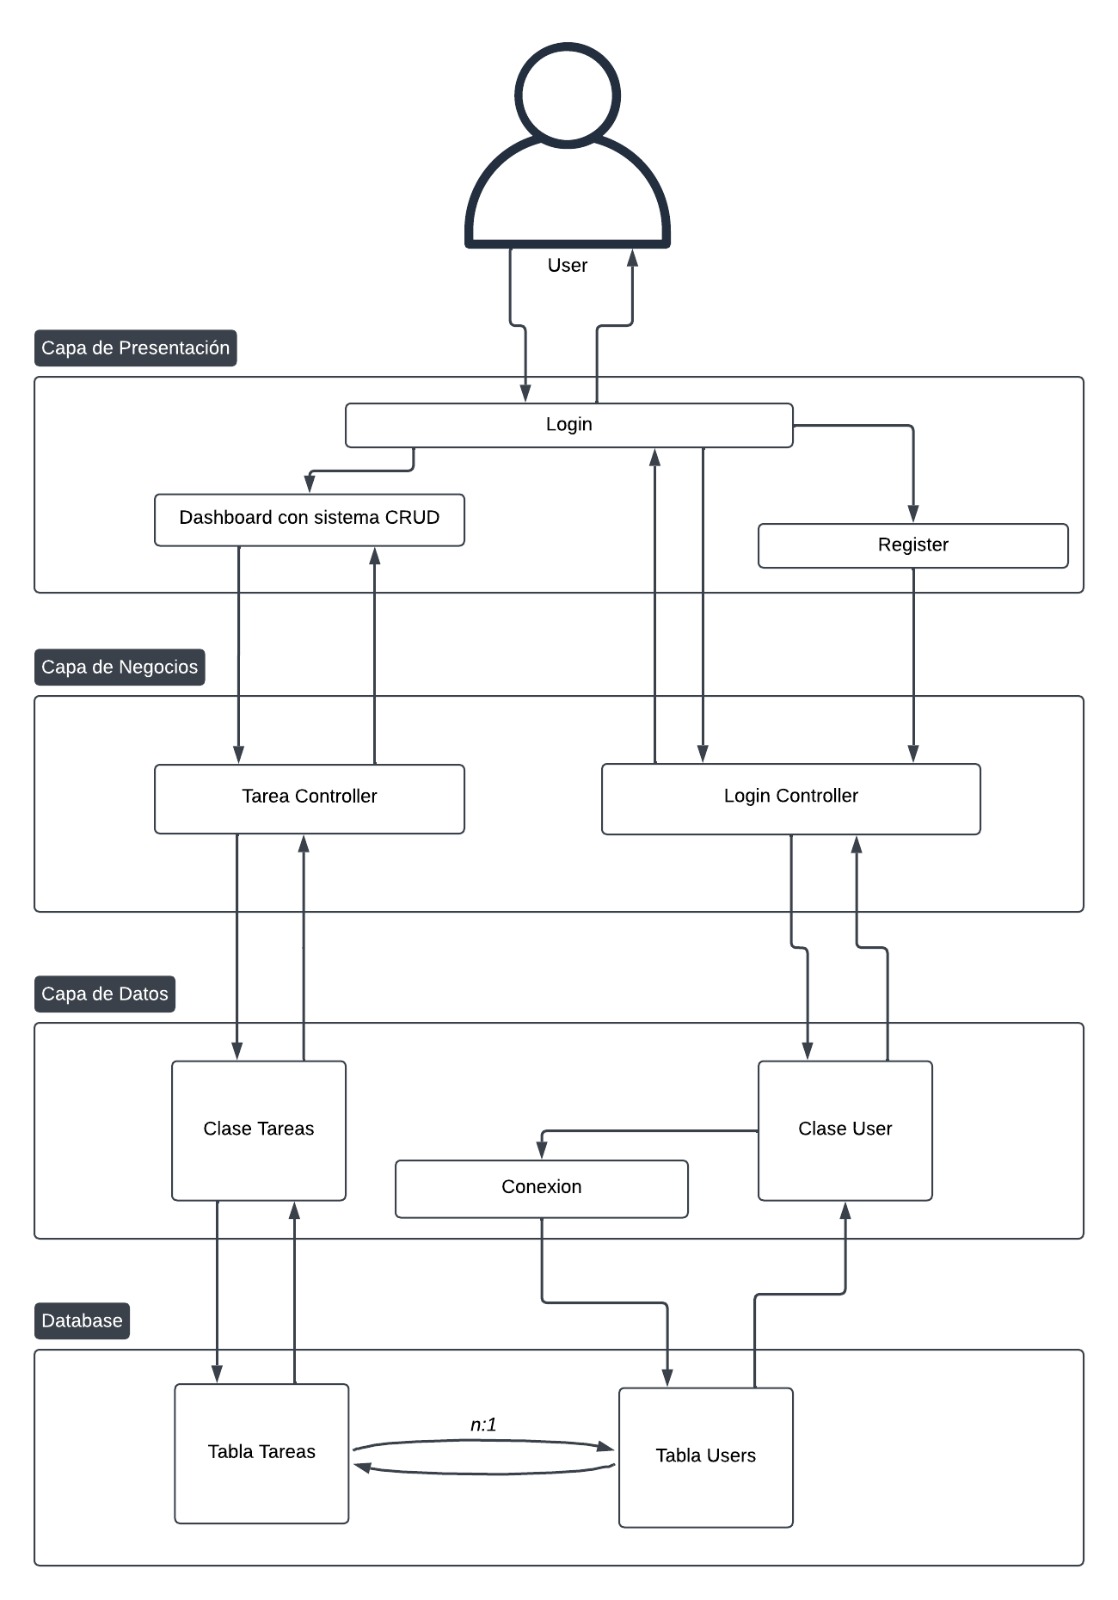 User
Capa de Presentación
Login
Dashboard con sistema CRUD
Register
Capa de Negocios
Tarea Controller
Login Controller
Capa de Datos
Clase Tareas
Clase User
Conexion
Database
n:1
Tabla Tareas
Tabla Users